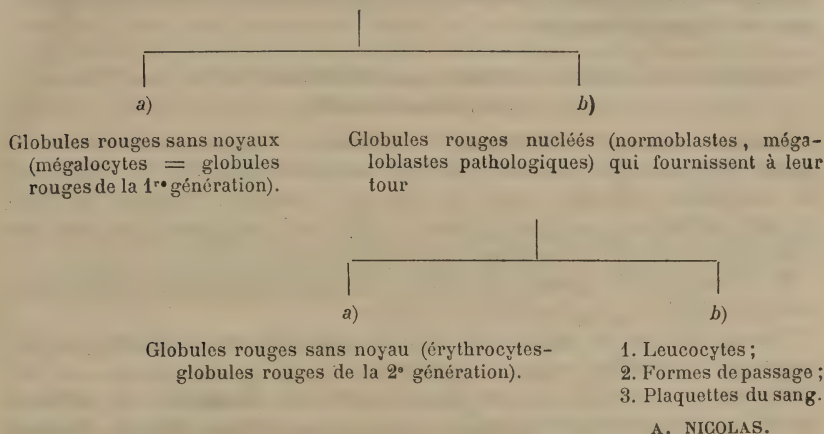 a)
b)
Globules rouges sans noyaux
(mégalocytes = globules
rouges de la 1re génération).
Globules rouges nucléés (normoblastes, méga-
loblastes pathologiques) qui fournissent à leur
tour
a)
b)
Globules rouges sans noyau (érythrocytes-
globules rouges de la 2e génération).
1. Leucocytes ;
2. Formes de passage ;
3. Plaquettes du sang.
A. NICOLAS.